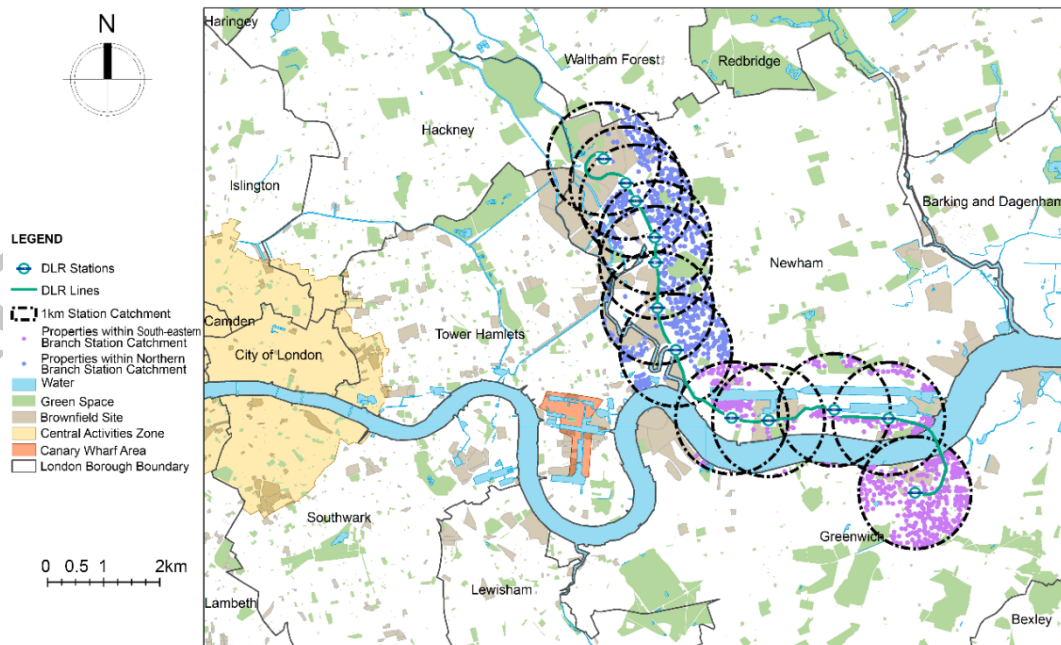 N
LEGEND
DLR Stations
DLR Lines
1km Station Catchment
Properties within South-eastern
Branch Station Catchment
Properties within Northern
Branch Station Catchment
Water
Green Space
Brownfield Site
Central Activities Zone
Canary Wharf Area
London Borough Boundary
0 0.5 1 2km
Haringey
Waltham Forest
Redbridge
Hackney
Islington
Barking and Dagenham
Newham
Camden
Tower Hamlets
City of London
Southwark
Greenwich
Lewisham
Lambeth
Bexley